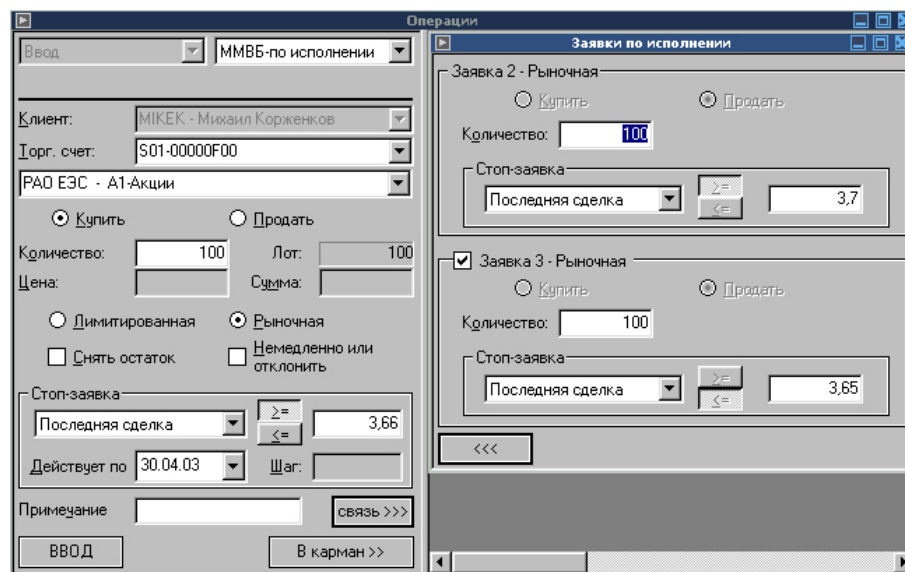 Операции
Ввод
ММВБ-по исполнении
Клиент:
MIKEK - Михаил Корженков
Торг. счет:
S01-00000F00
РАО ЕЭС - А1-Акции
Купить
Продать
Количество:
100
Лот:
100
Цена:
Сумма:
Лимитированная
Рыночная
Снять остаток
Немедленно или
отклонить
Стоп-заявка
Последняя сделка
>=
<=
3,66
Действует по
30.04.03
Шаг:
Примечание
связь >>>
ВВОД
В карман >>
Заявки по исполнении
Заявка 2 - Рыночная
Купить
Продать
Количество:
100
Стоп-заявка
Последняя сделка
>=
<=
3,7
Заявка 3 - Рыночная
Купить
Продать
Количество:
100
Стоп-заявка
Последняя сделка
>=
<=
3,65
<<<